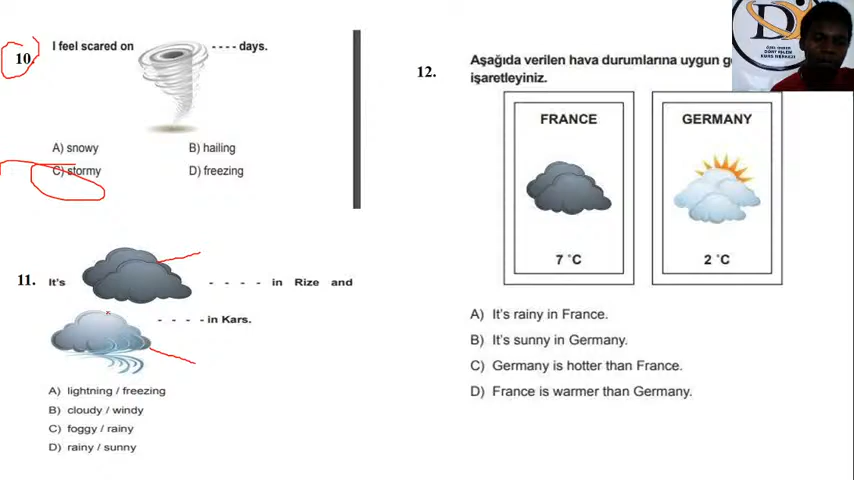 10.
I feel scared on ---- days.
A) snowy B) hailing
C) stormy D) freezing
11. It's - - - - in Rize and
- - - - in Kars.
A) lightning / freezing
B) cloudy / windy
C) foggy / rainy
D) rainy / sunny
12. Aşağıda verilen hava durumlarına uygun
işaretleyiniz.
FRANCE
7 °C
GERMANY
2 °C
A) It's rainy in France.
B) It's sunny in Germany.
C) Germany is hotter than France.
D) France is warmer than Germany.
D
KURS MERKEZİ